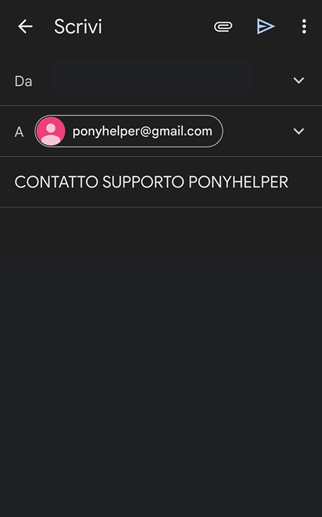 Scrivi
Da
A ponyhelper@gmail.com
CONTATTO SUPPORTO PONYHELPER